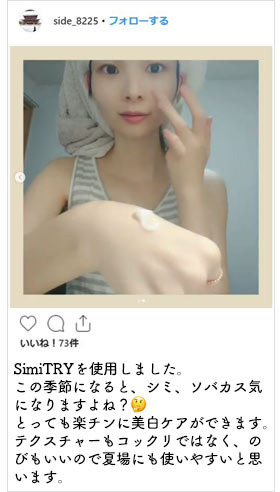 side_8225・フォローする
いいね！73件
SimiTRYを使用しました。
この季節になると、シミ、ソバカス気
になりますよね？🤔
とっても楽チンに美白ケアができます。
テクスチャーもコックリではなく、の
びもいいので夏場にも使いやすいと思
います。